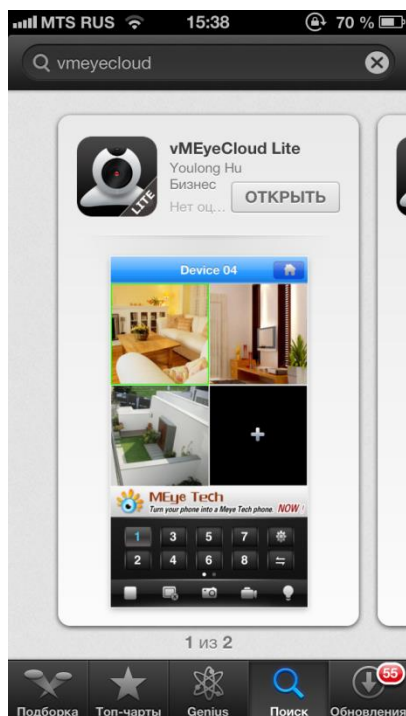 MTS RUS 15:38 70 %
vmeyecloud
vMEyeCloud Lite
Youlong Hu
Бизнес
Нет оц...
ОТКРЫТЬ
LITE
Device 04
MEye Tech
Turn your phone into a Meye Tech phone. NOW !
1 3 5 7
2 4 6 8
1 из 2
55
Подборка Топ-чарты Genius Поиск Обновления